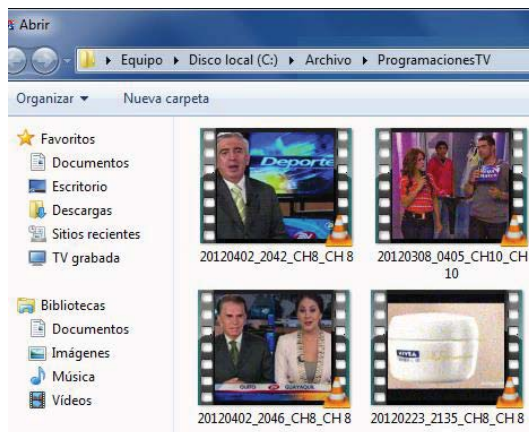 Abrir
Equipo ▸ Disco local (C:) ▸ Archivo ▸ ProgramacionesTV
Organizar ▾ Nueva carpeta
Favoritos
Documentos
Escritorio
Descargas
Sitios recientes
TV grabada
Bibliotecas
Documentos
Imágenes
Música
Vídeos
Deporte
20120402_2042_CH8_CH 8
20120308_0405_CH10_CH
10
QUITO GUAYAQUIL
20120402_2046_CH8_CH 8
NIVEA
20120223_2135_CH8_CH 8